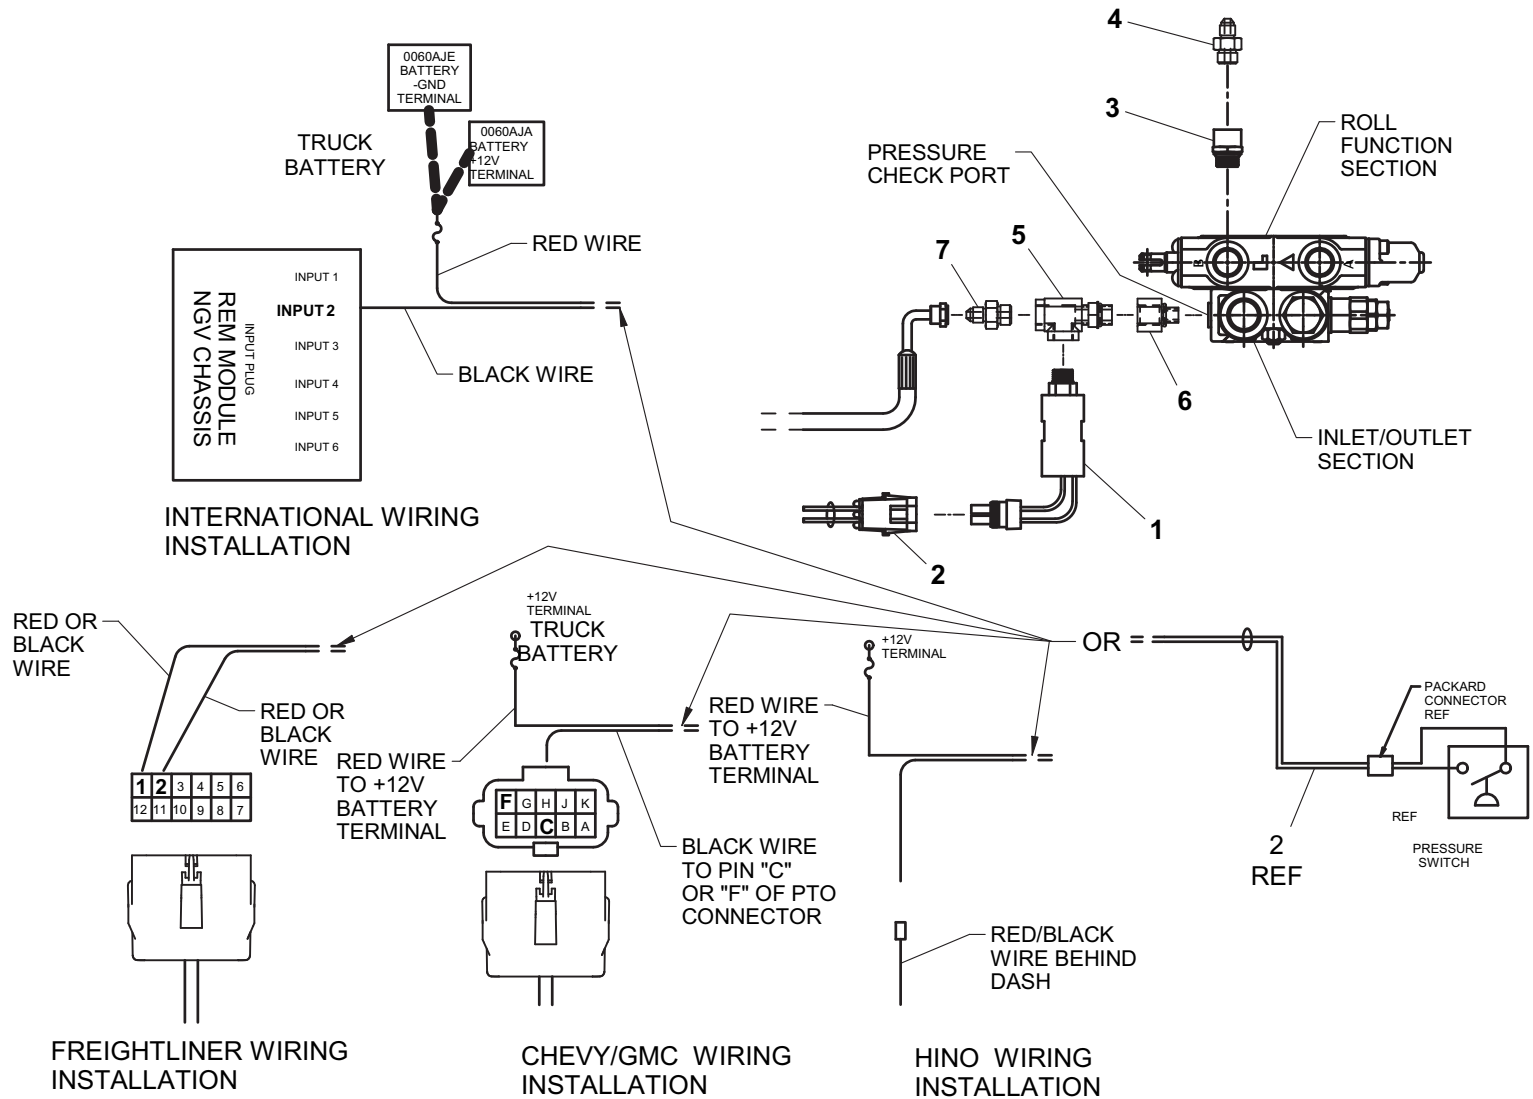 0060AJE
BATTERY
-GND
TERMINAL
0060AJA
BATTERY
+12V
TERMINAL
TRUCK
BATTERY
RED WIRE
INPUT 1
INPUT 2
INPUT 3
INPUT 4
INPUT 5
INPUT 6
INPUT PLUG
REM MODULE
NGV CHASSIS
BLACK WIRE
INTERNATIONAL WIRING
INSTALLATION
4
3
ROLL
FUNCTION
SECTION
PRESSURE
CHECK PORT
B
A
7
5
6
INLET/OUTLET
SECTION
1
2
RED OR
BLACK
WIRE
RED OR
BLACK
WIRE
1 2 3 4 5 6
12 11 10 9 8 7
FREIGHTLINER WIRING
INSTALLATION
+12V
TERMINAL
TRUCK
BATTERY
RED WIRE
TO +12V
BATTERY
TERMINAL
F G H J K
E D C B A
BLACK WIRE
TO PIN "C"
OR "F" OF PTO
CONNECTOR
CHEVY/GMC WIRING
INSTALLATION
+12V
TERMINAL
RED WIRE
TO +12V
BATTERY
TERMINAL
RED/BLACK
WIRE BEHIND
DASH
HINO WIRING
INSTALLATION
OR
PACKARD
CONNECTOR
REF
REF
PRESSURE
SWITCH
2
REF